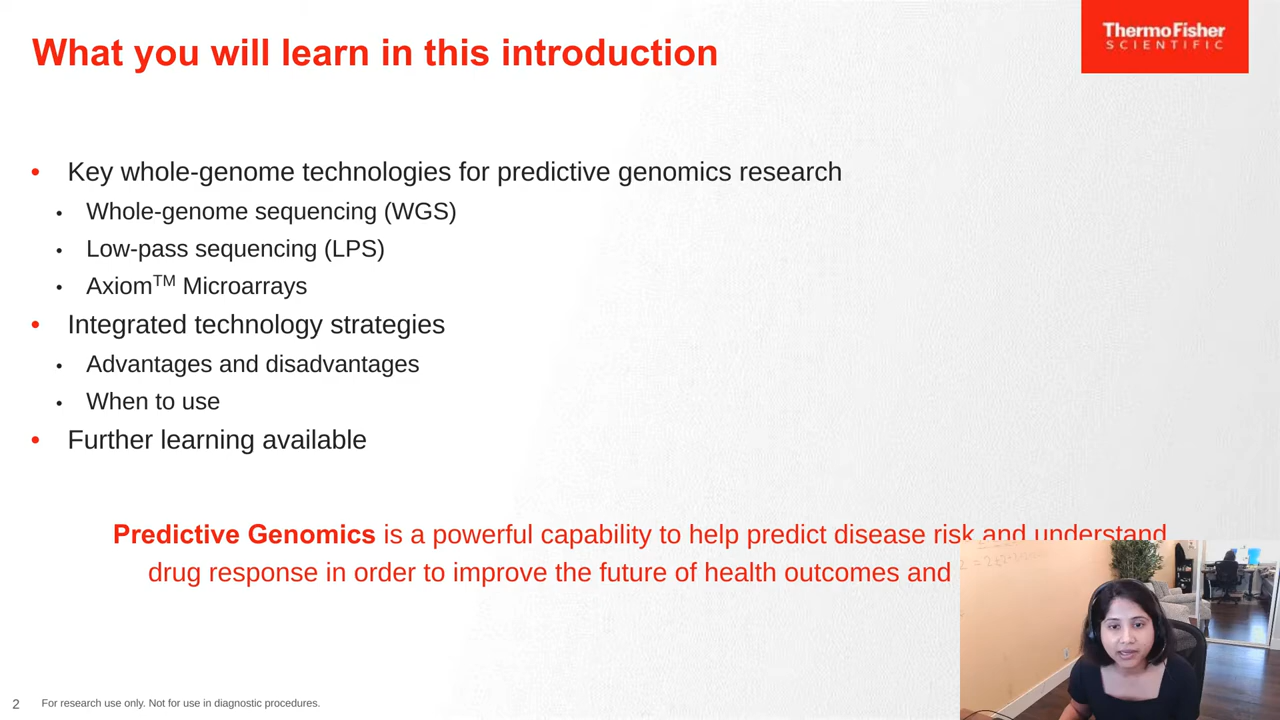 What you will learn in this introduction
ThermoFisher
SCIENTIFIC
• Key whole-genome technologies for predictive genomics research
• Whole-genome sequencing (WGS)
• Low-pass sequencing (LPS)
• Axiom™ Microarrays
• Integrated technology strategies
• Advantages and disadvantages
• When to use
• Further learning available
Predictive Genomics is a powerful capability to help predict disease risk and understand
drug response in order to improve the future of health outcomes and
2 For research use only. Not for use in diagnostic procedures.